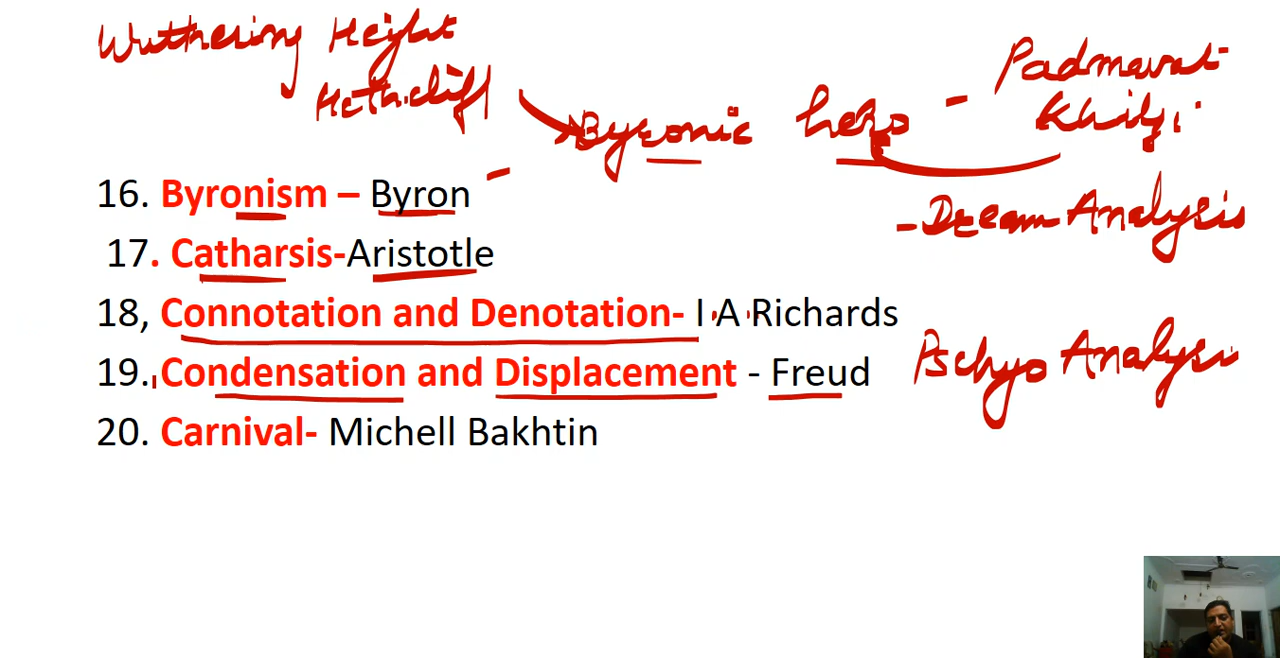 Wuthering Height
Hethcliff
Byronic hero - Padmavat
Khilji
16. Byronism – Byron -
- Dream Analysis
17. Catharsis-Aristotle
18, Connotation and Denotation- I A Richards
19. Condensation and Displacement - Freud
Pschyo Analysis
20. Carnival- Michell Bakhtin